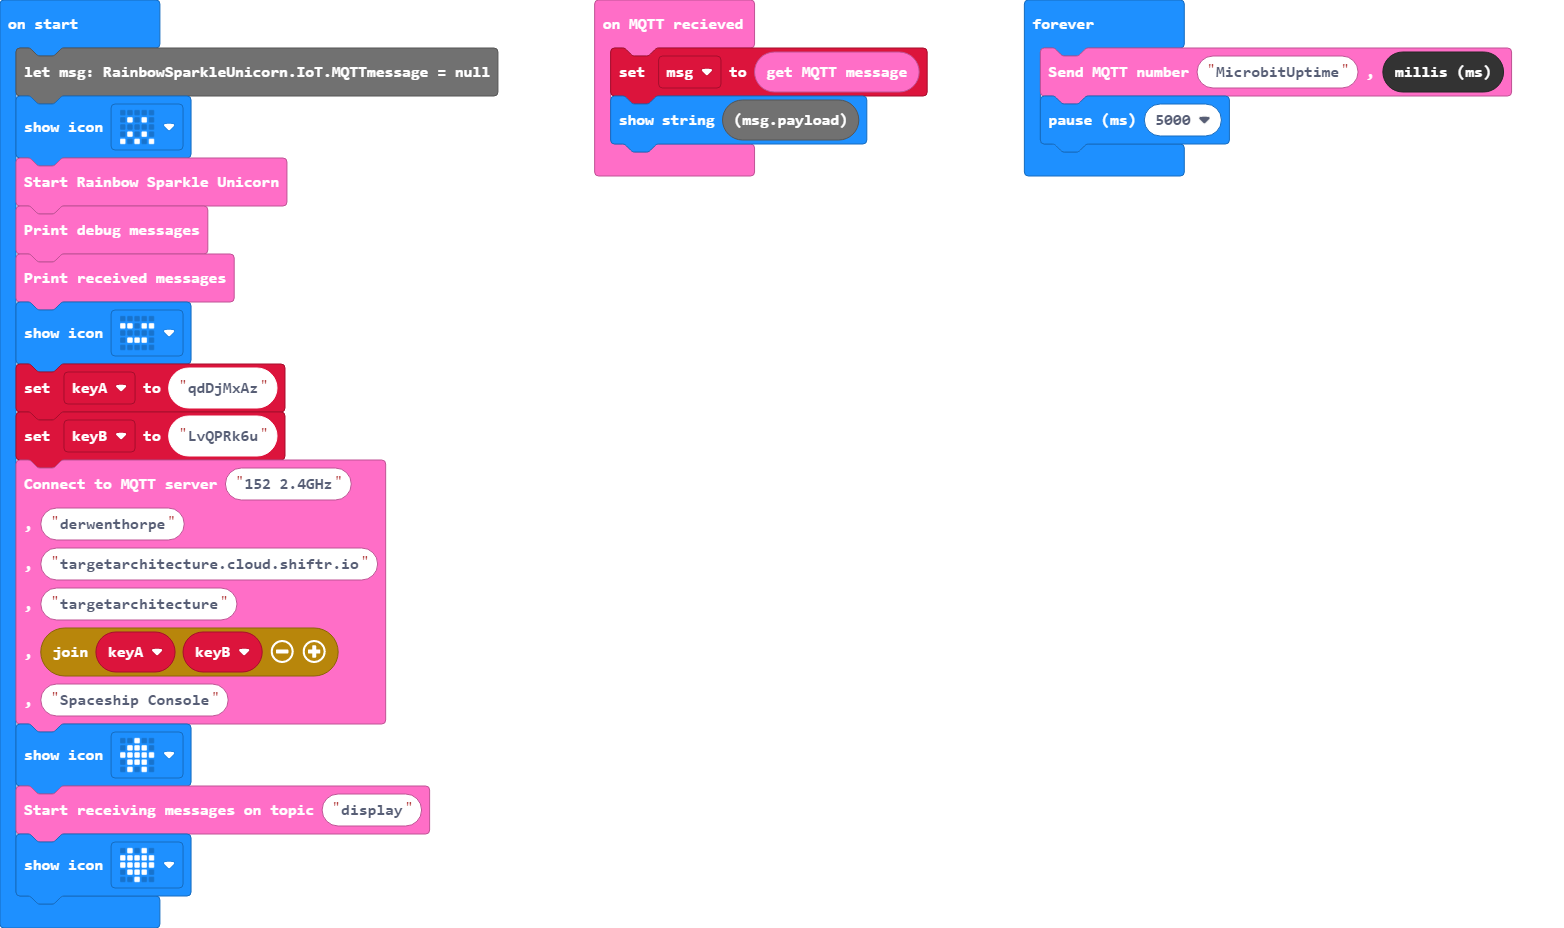 on start
let msg: RainbowSparkleUnicorn.IoT.MQTTmessage = null
show icon
Start Rainbow Sparkle Unicorn
Print debug messages
Print received messages
show icon
set keyA to "qdDjMxAz"
set keyB to "LvQPRk6u"
Connect to MQTT server "152 2.4GHz"
, "derwenthorpe"
, "targetarchitecture.cloud.shiftr.io"
, "targetarchitecture"
, join keyA keyB
, "Spaceship Console"
show icon
Start receiving messages on topic "display"
show icon
on MQTT recieved
set msg to get MQTT message
show string (msg.payload)
forever
Send MQTT number "MicrobitUptime" , millis (ms)
pause (ms) 5000